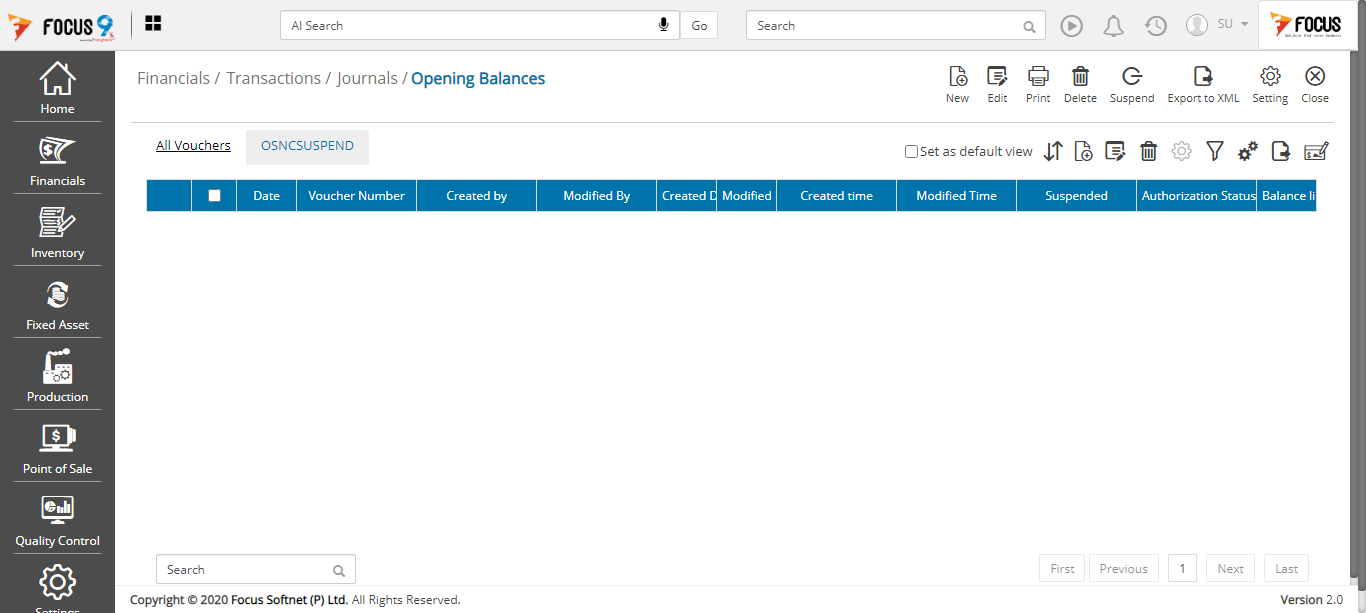 FOCUS 9
AI Search
Go
Search
SU
FOCUS
Home
Financials
Inventory
Fixed Asset
Production
Point of Sale
Quality Control
Settings
Financials / Transactions / Journals / Opening Balances
New
Edit
Print
Delete
Suspend
Export to XML
Setting
Close
All Vouchers
OSNCSUSPEND
Set as default view
Date
Voucher Number
Created by
Modified By
Created D
Modified
Created time
Modified Time
Suspended
Authorization Status
Balance li
Search
First
Previous
1
Next
Last
Copyright © 2020 Focus Softnet (P) Ltd. All Rights Reserved.
Version 2.0